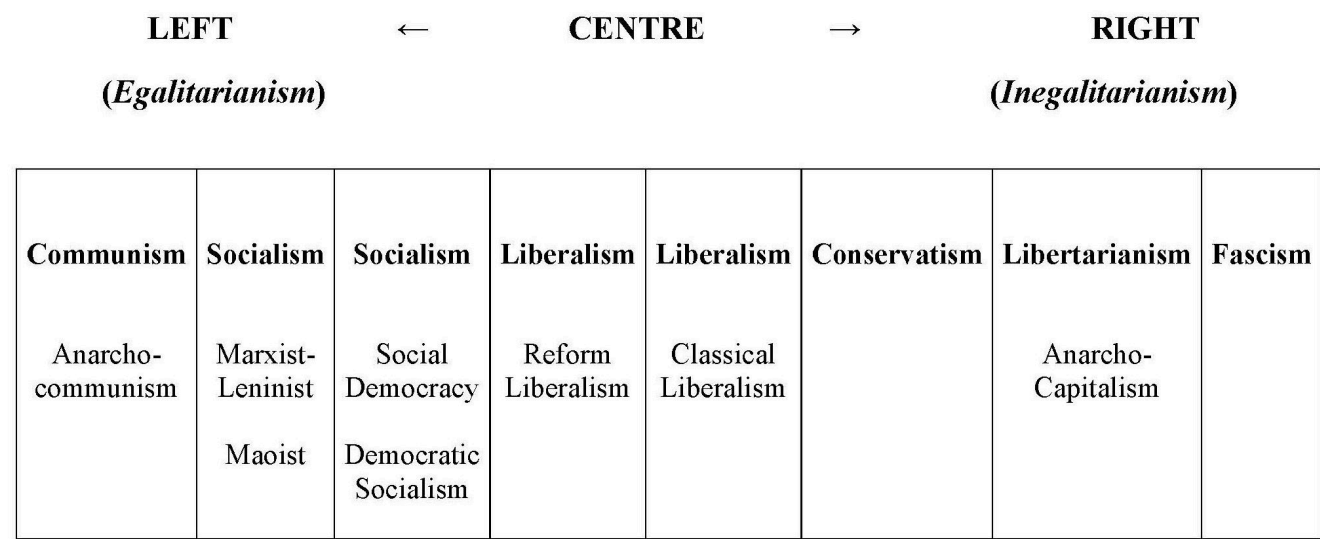 LEFT ← CENTRE → RIGHT
(Egalitarianism) (Inegalitarianism)
Communism Socialism Socialism Liberalism Liberalism Conservatism Libertarianism Fascism
Anarcho- Marxist- Social Reform Classical Anarcho-
communism Leninist Democracy Liberalism Liberalism Capitalism
Maoist Democratic
Socialism